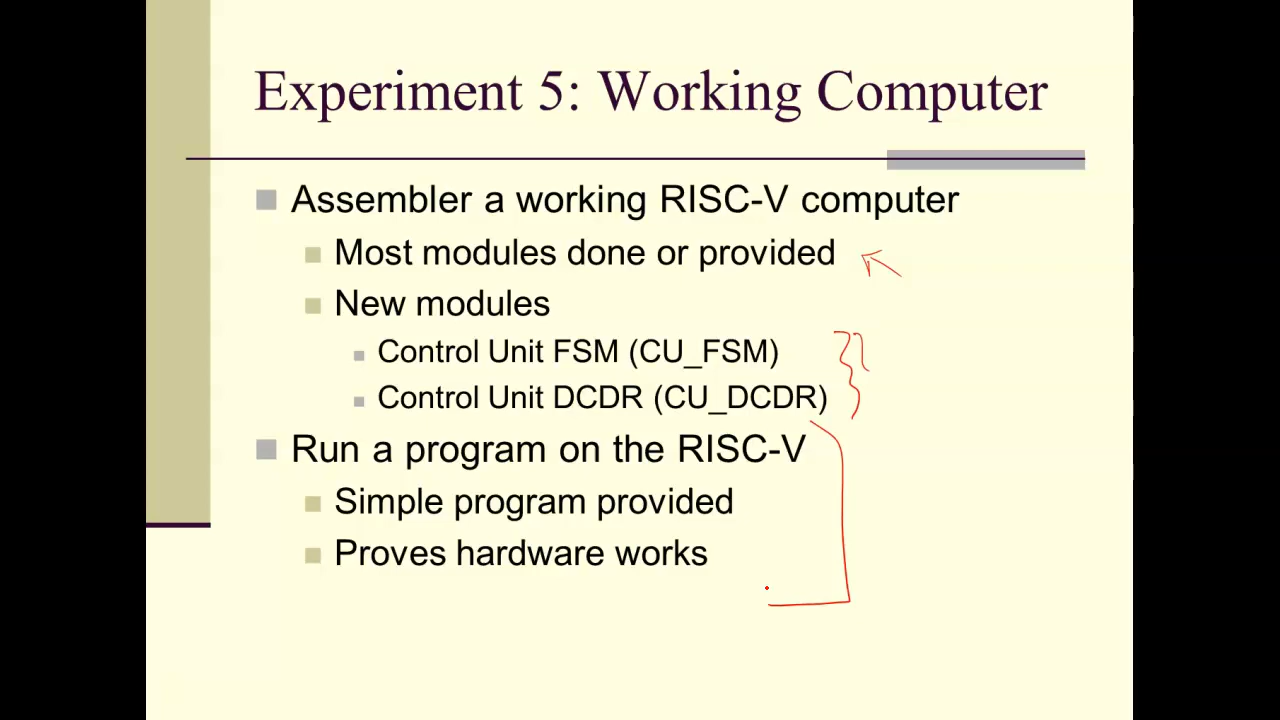 Experiment 5: Working Computer
Assembler a working RISC-V computer
Most modules done or provided
New modules
Control Unit FSM (CU_FSM)
Control Unit DCDR (CU_DCDR)
Run a program on the RISC-V
Simple program provided
Proves hardware works